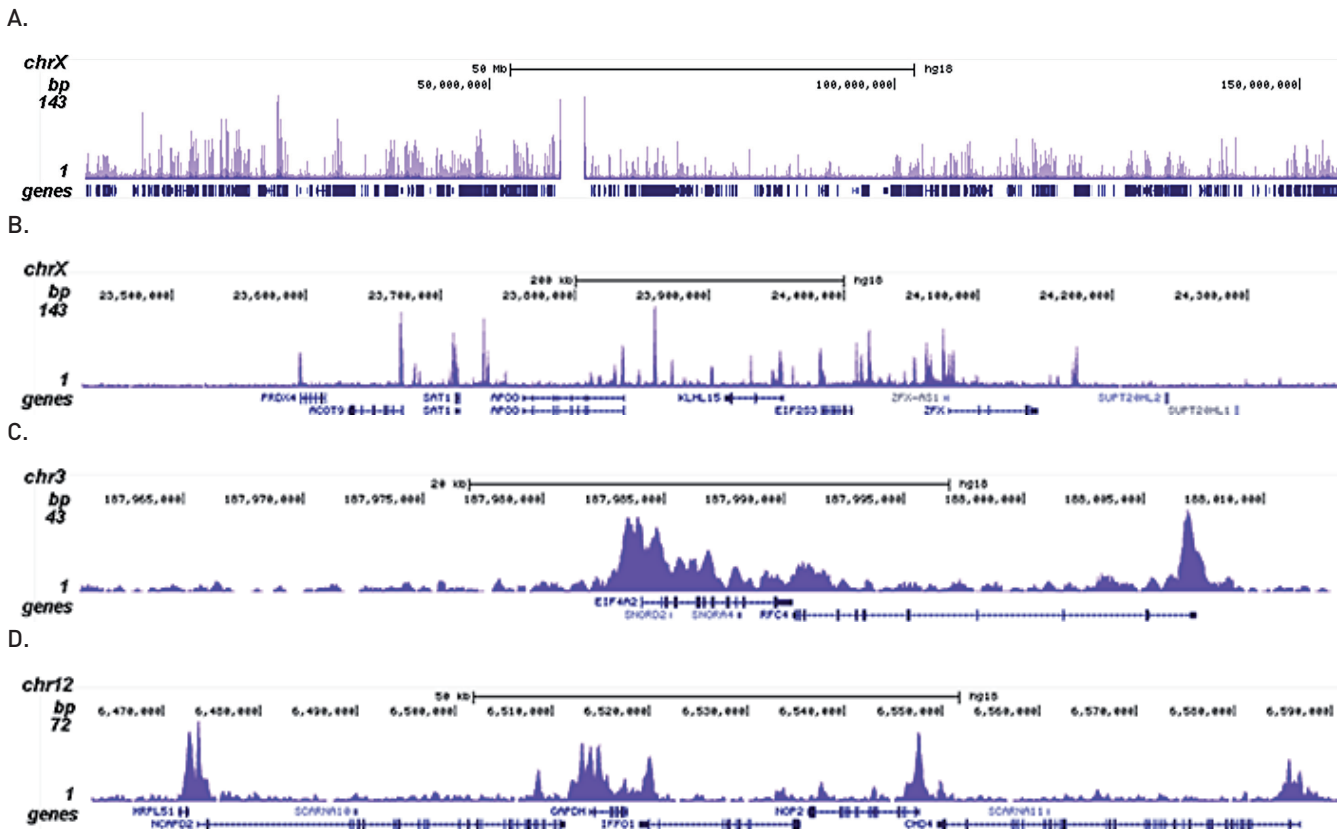 A.
chrX
50 Mb hg18
bp 50,000,000 100,000,000 150,000,000
143
1
genes
B.
chrX
200 kb hg18
bp 23,500,000 23,600,000 23,700,000 23,800,000 23,900,000 24,000,000 24,100,000 24,200,000 24,300,000
143
1
genes PRDX4 SAT1 APOO KLHL15 ZFX-AS1 SUPT20HL2
ACOT9 SAT1 APOO EIF2S3 ZFX SUPT20HL1
C.
chr3
20 kb hg18
bp 187,965,000 187,970,000 187,975,000 187,980,000 187,985,000 187,990,000 187,995,000 188,000,000 188,005,000 188,010,000
43
1
genes EIF4A2
SNORD2 SNORA4 RFC4
D.
chr12
50 kb hg18
bp 6,470,000 6,480,000 6,490,000 6,500,000 6,510,000 6,520,000 6,530,000 6,540,000 6,550,000 6,560,000 6,570,000 6,580,000 6,590,000
72
1
genes MRPL51 SCARNA10 GAPDH NOP2 SCARNA11
NCAPD2 IFFO1 CHD4